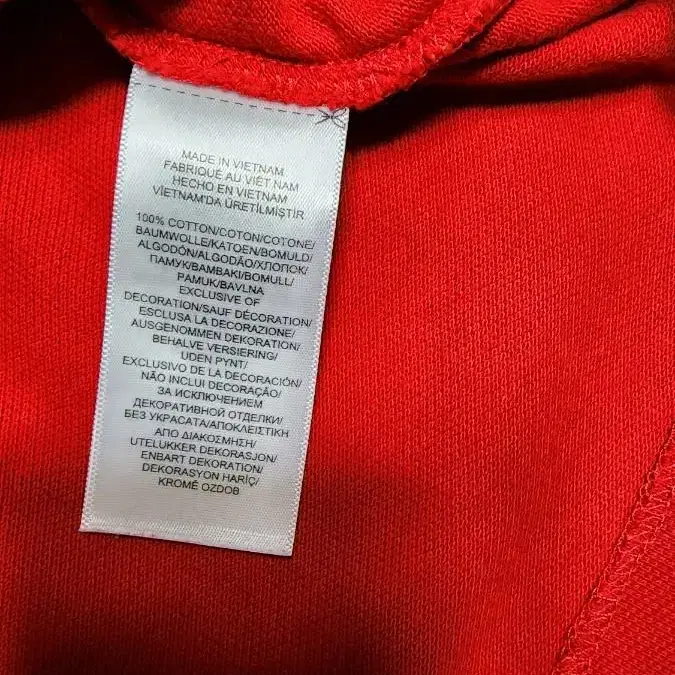 MADE IN VIETNAM
FABRIQUÉ AU VIET NAM
HECHO EN VIETNAM
VİETNAM'DA ÜRETİLMİŞTİR
100% COTTON/COTON/COTONE/
BAUMWOLLE/KATOEN/BOMULD/
ALGODÓN/ALGODÃO/ХЛОПОК/
ПАМУК/BAMBAKI/BOMULL/
PAMUK/BAVLNA
EXCLUSIVE OF
DECORATION/SAUF DÉCORATION/
ESCLUSA LA DECORAZIONE/
AUSGENOMMEN DEKORATION/
BEHALVE VERSIERING/
UDEN PYNT/
EXCLUSIVO DE LA DECORACIÓN/
NÃO INCLUI DECORAÇÃO/
ЗА ИСКЛЮЧЕНИЕМ
ДЕКОРАТИВНОЙ ОТДЕЛКИ/
БЕЗ УКРАСАТА/ΑΠΟΚΛΕΙΣΤΙΚΗ
ΑΠΟ ΔΙΑΚΟΣΜΗΣΗ/
UTELUKKER DEKORASJON/
ENBART DEKORATION/
DEKORASYON HARİÇ/
KROMĚ OZDOB